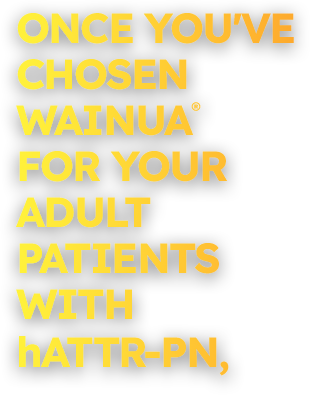 ONCE YOU'VE
CHOSEN
WAINUA®
FOR YOUR
ADULT
PATIENTS
WITH
hATTR-PN,